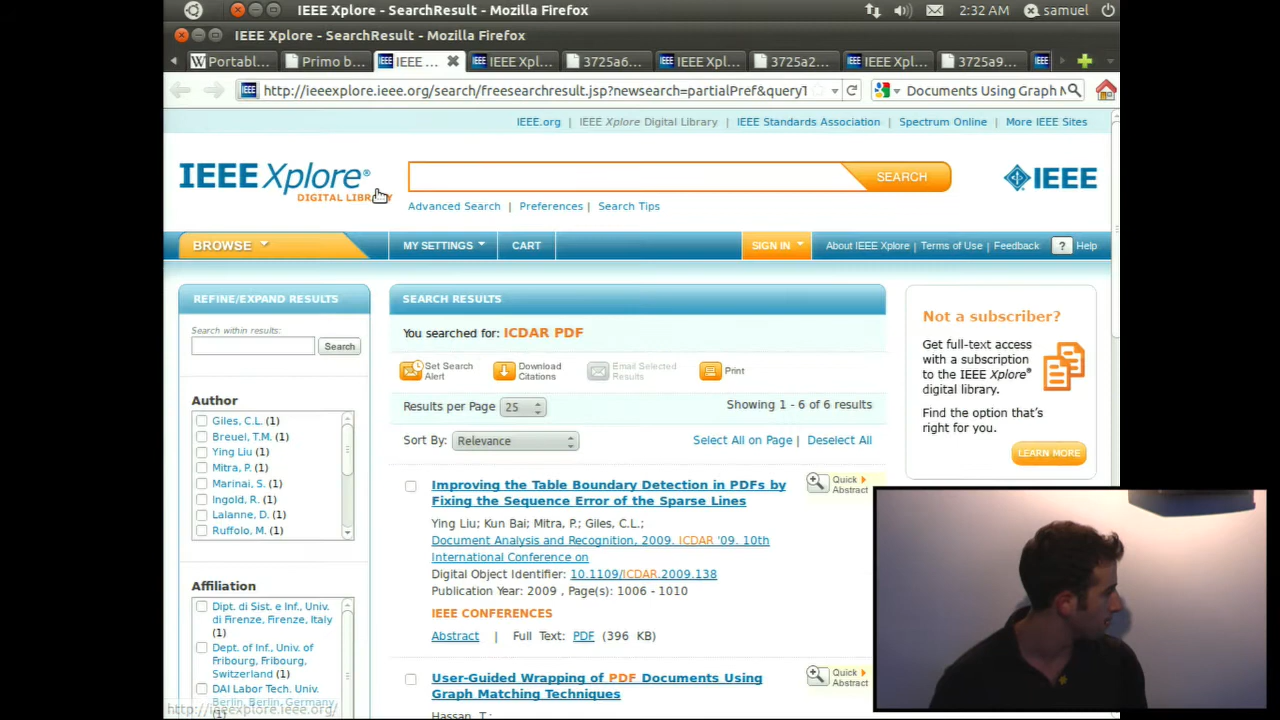 IEEE Xplore - SearchResult - Mozilla Firefox
2:32 AM
samuel
IEEE Xplore - SearchResult - Mozilla Firefox
Portabl...
Primo b...
IEEE ...
IEEE Xpl...
3725a6...
IEEE Xpl...
3725a2...
IEEE Xpl...
3725a9...
http://ieeexplore.ieee.org/search/freesearchresult.jsp?newsearch=partialPref&queryT
Documents Using Graph M
IEEE.org | IEEE Xplore Digital Library | IEEE Standards Association | Spectrum Online | More IEEE Sites
IEEE Xplore®
DIGITAL LIBRARY
SEARCH
IEEE
Advanced Search | Preferences | Search Tips
BROWSE
MY SETTINGS
CART
SIGN IN
About IEEE Xplore | Terms of Use | Feedback
? Help
REFINE/EXPAND RESULTS
Search within results:
Search
Author
Giles, C.L. (1)
Breuel, T.M. (1)
Ying Liu (1)
Mitra, P. (1)
Marinai, S. (1)
Ingold, R. (1)
Lalanne, D. (1)
Ruffolo, M. (1)
Affiliation
Dipt. di Sist. e Inf., Univ.
di Firenze, Firenze, Italy
(1)
Dept. of Inf., Univ. of
Fribourg, Fribourg,
Switzerland (1)
DAI Labor Tech. Univ.
Berlin, Berlin, Germany
(1)
http://ieeexplore.ieee.org/
SEARCH RESULTS
You searched for: ICDAR PDF
Set Search
Alert
Download
Citations
Email Selected
Results
Print
Results per Page 25
Showing 1 - 6 of 6 results
Sort By: Relevance
Select All on Page | Deselect All
Improving the Table Boundary Detection in PDFs by
Fixing the Sequence Error of the Sparse Lines
Quick
Abstract
Ying Liu; Kun Bai; Mitra, P.; Giles, C.L.;
Document Analysis and Recognition, 2009. ICDAR '09. 10th
International Conference on
Digital Object Identifier: 10.1109/ICDAR.2009.138
Publication Year: 2009 , Page(s): 1006 - 1010
IEEE CONFERENCES
Abstract | Full Text: PDF (396 KB)
User-Guided Wrapping of PDF Documents Using
Graph Matching Techniques
Quick
Abstract
Hassan, T.;
Not a subscriber?
Get full-text access
with a subscription
to the IEEE Xplore®
digital library.
Find the option that's
right for you.
LEARN MORE